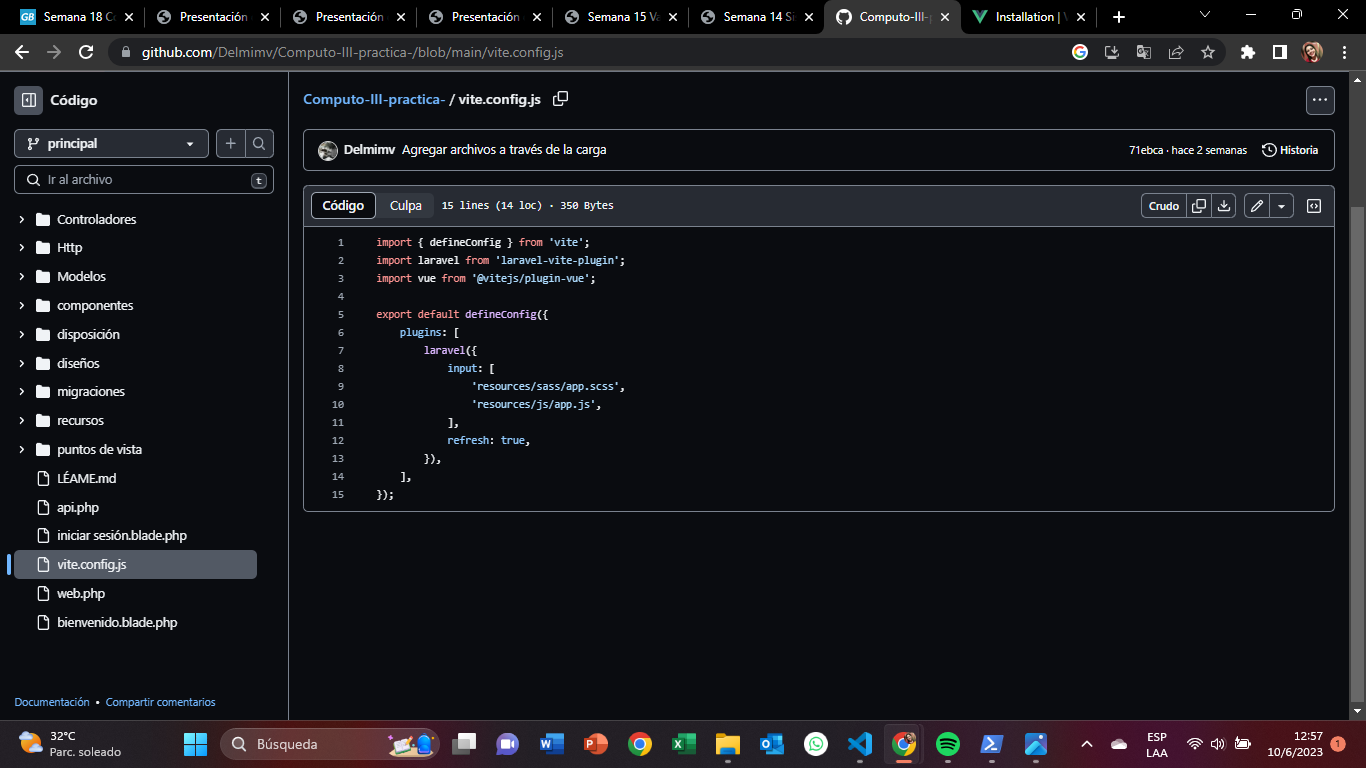 Semana 18 C
Presentación
Presentación
Presentación
Semana 15 Va
Semana 14 Si
Computo-III-p
Installation | V
github.com/Delmimv/Computo-III-practica-/blob/main/vite.config.js
Código
principal
Ir al archivo
t
Controladores
Http
Modelos
componentes
disposición
diseños
migraciones
recursos
puntos de vista
LÉAME.md
api.php
iniciar sesión.blade.php
vite.config.js
web.php
bienvenido.blade.php
Documentación • Compartir comentarios
Computo-III-practica- / vite.config.js
Delmimv Agregar archivos a través de la carga
71ebca · hace 2 semanas
Historia
Código
Culpa
15 lines (14 loc) · 350 Bytes
Crudo
1 import { defineConfig } from 'vite';
2 import laravel from 'laravel-vite-plugin';
3 import vue from '@vitejs/plugin-vue';
4
5 export default defineConfig({
6 plugins: [
7 laravel({
8 input: [
9 'resources/sass/app.scss',
10 'resources/js/app.js',
11 ],
12 refresh: true,
13 }),
14 ],
15 });
32°C
Parc. soleado
Búsqueda
ESP
LAA
12:57
10/6/2023
1